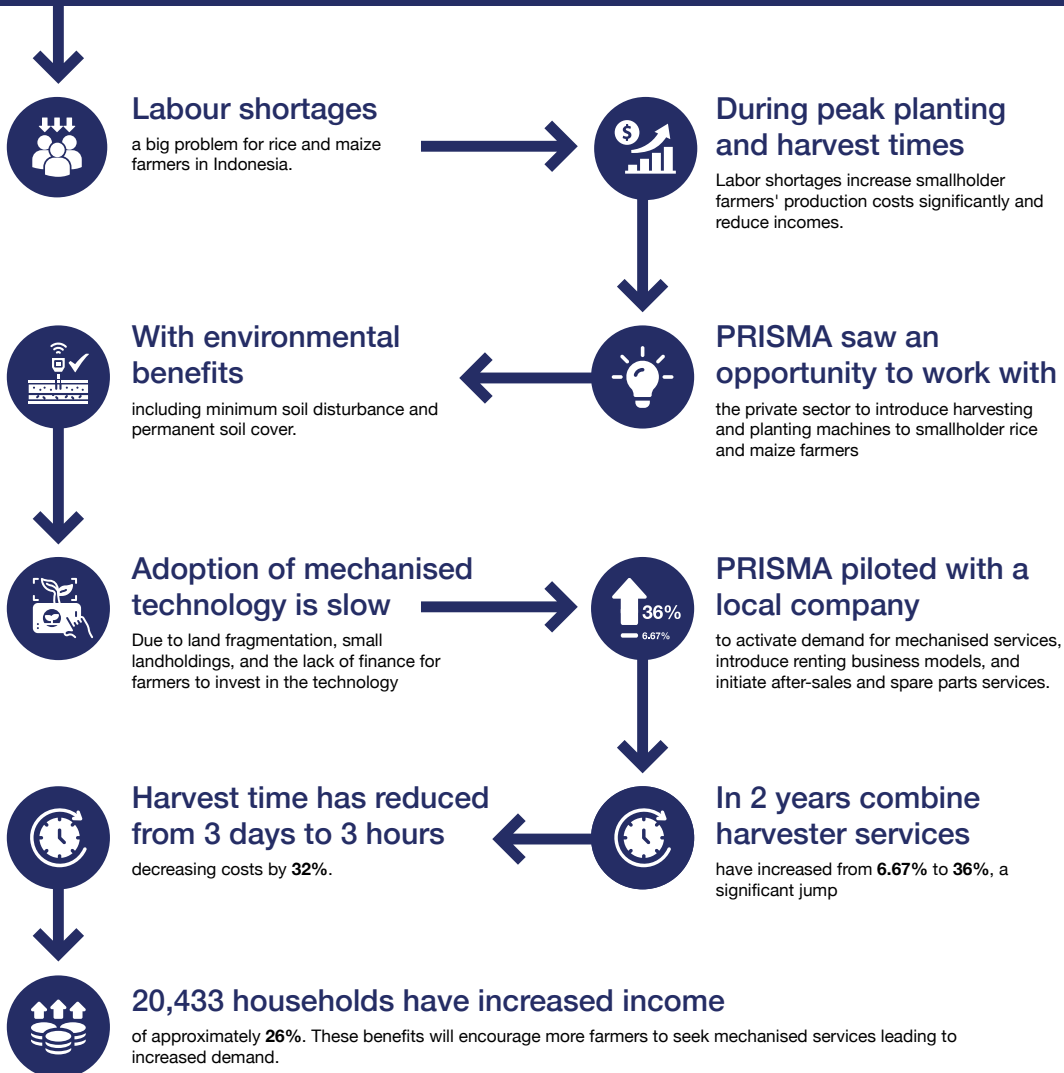 Labour shortages
a big problem for rice and maize
farmers in Indonesia.
$
During peak planting
and harvest times
Labor shortages increase smallholder
farmers' production costs significantly and
reduce incomes.
PRISMA saw an
opportunity to work with
the private sector to introduce harvesting
and planting machines to smallholder rice
and maize farmers
With environmental
benefits
including minimum soil disturbance and
permanent soil cover.
Adoption of mechanised
technology is slow
Due to land fragmentation, small
landholdings, and the lack of finance for
farmers to invest in the technology
36%
6.67%
PRISMA piloted with a
local company
to activate demand for mechanised services,
introduce renting business models, and
initiate after-sales and spare parts services.
In 2 years combine
harvester services
have increased from 6.67% to 36%, a
significant jump
Harvest time has reduced
from 3 days to 3 hours
decreasing costs by 32%.
20,433 households have increased income
of approximately 26%. These benefits will encourage more farmers to seek mechanised services leading to
increased demand.